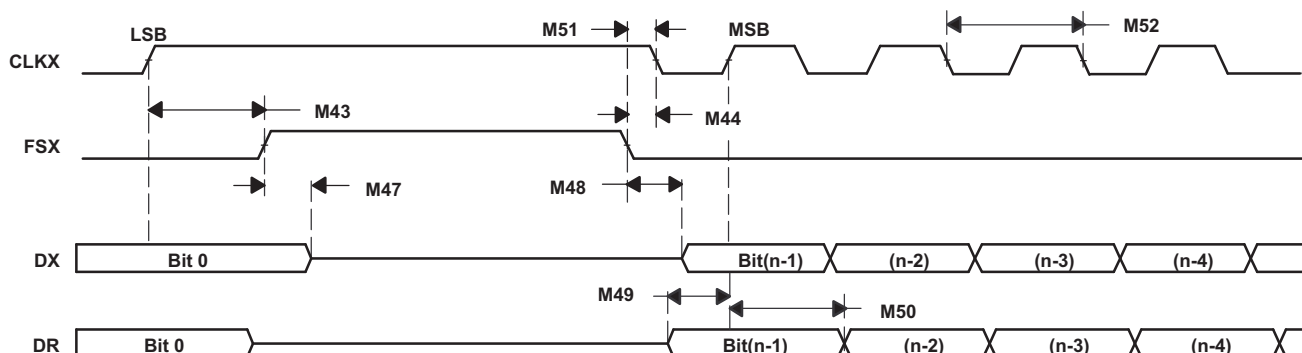 LSB M51 MSB M52
CLKX
M43 M44
FSX
M47 M48
DX Bit 0 Bit(n-1) (n-2) (n-3) (n-4)
M49 M50
DR Bit 0 Bit(n-1) (n-2) (n-3) (n-4)